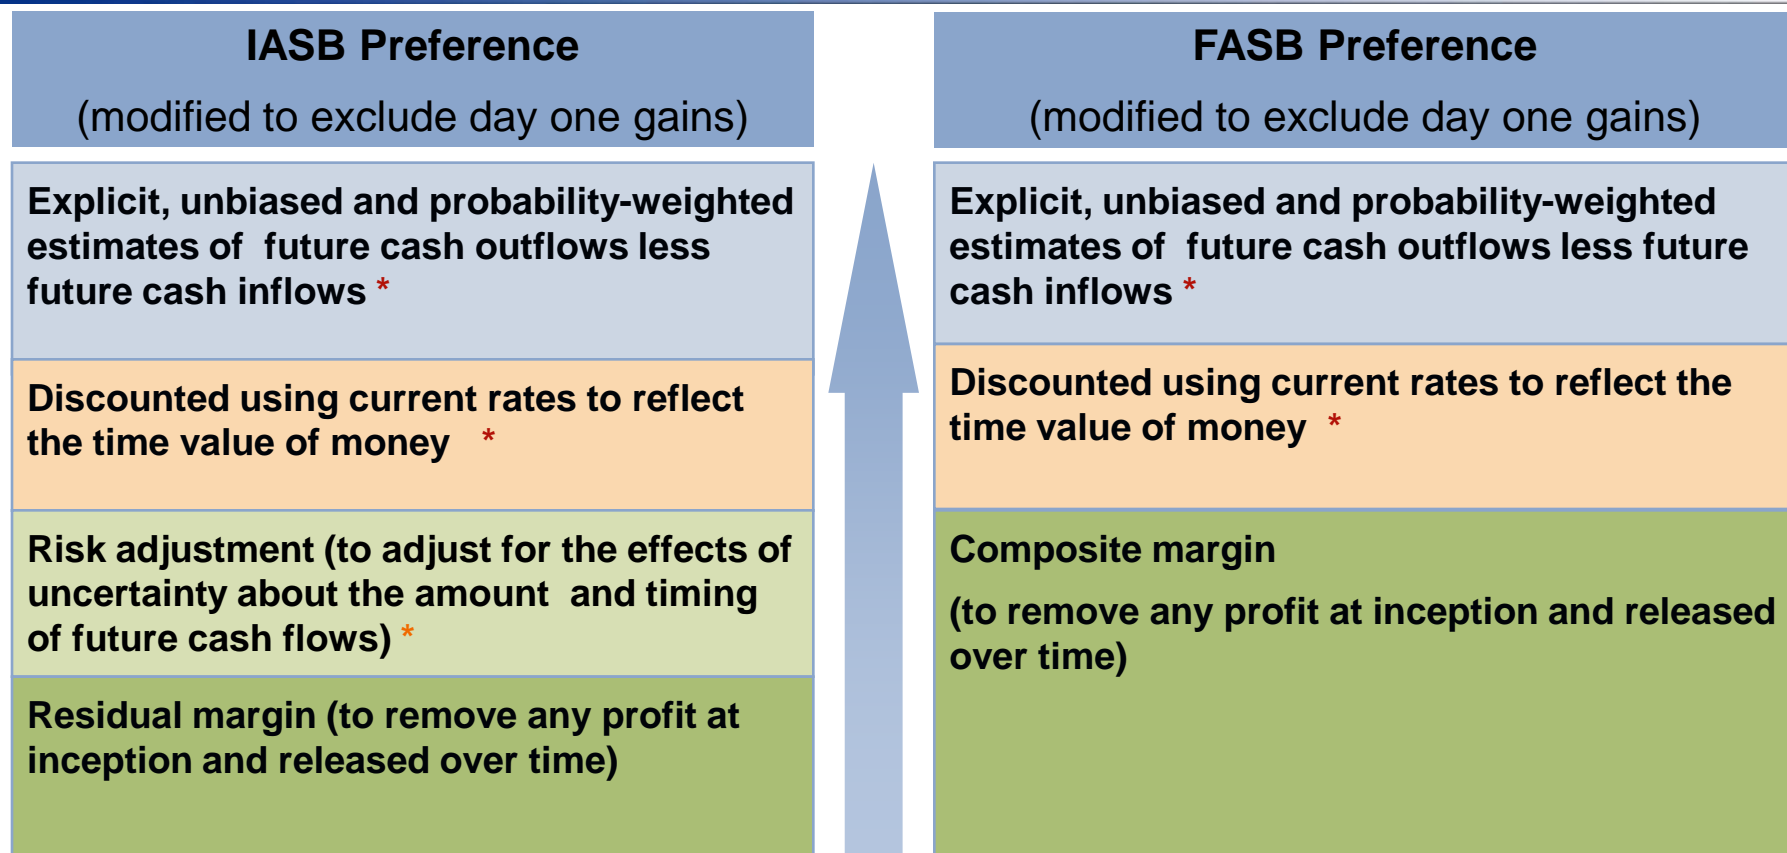 IASB Preference
(modified to exclude day one gains)
Explicit, unbiased and probability-weighted
estimates of  future cash outflows less
future cash inflows *
Discounted using current rates to reflect
the time value of money   *
Risk adjustment (to adjust for the effects of
uncertainty about the amount  and timing
of future cash flows) *
Residual margin (to remove any profit at
inception and released over time)
FASB Preference
(modified to exclude day one gains)
Explicit, unbiased and probability-weighted
estimates of  future cash outflows less future
cash inflows *
Discounted using current rates to reflect the
time value of money  *
Composite margin
(to remove any profit at inception and released
over time)